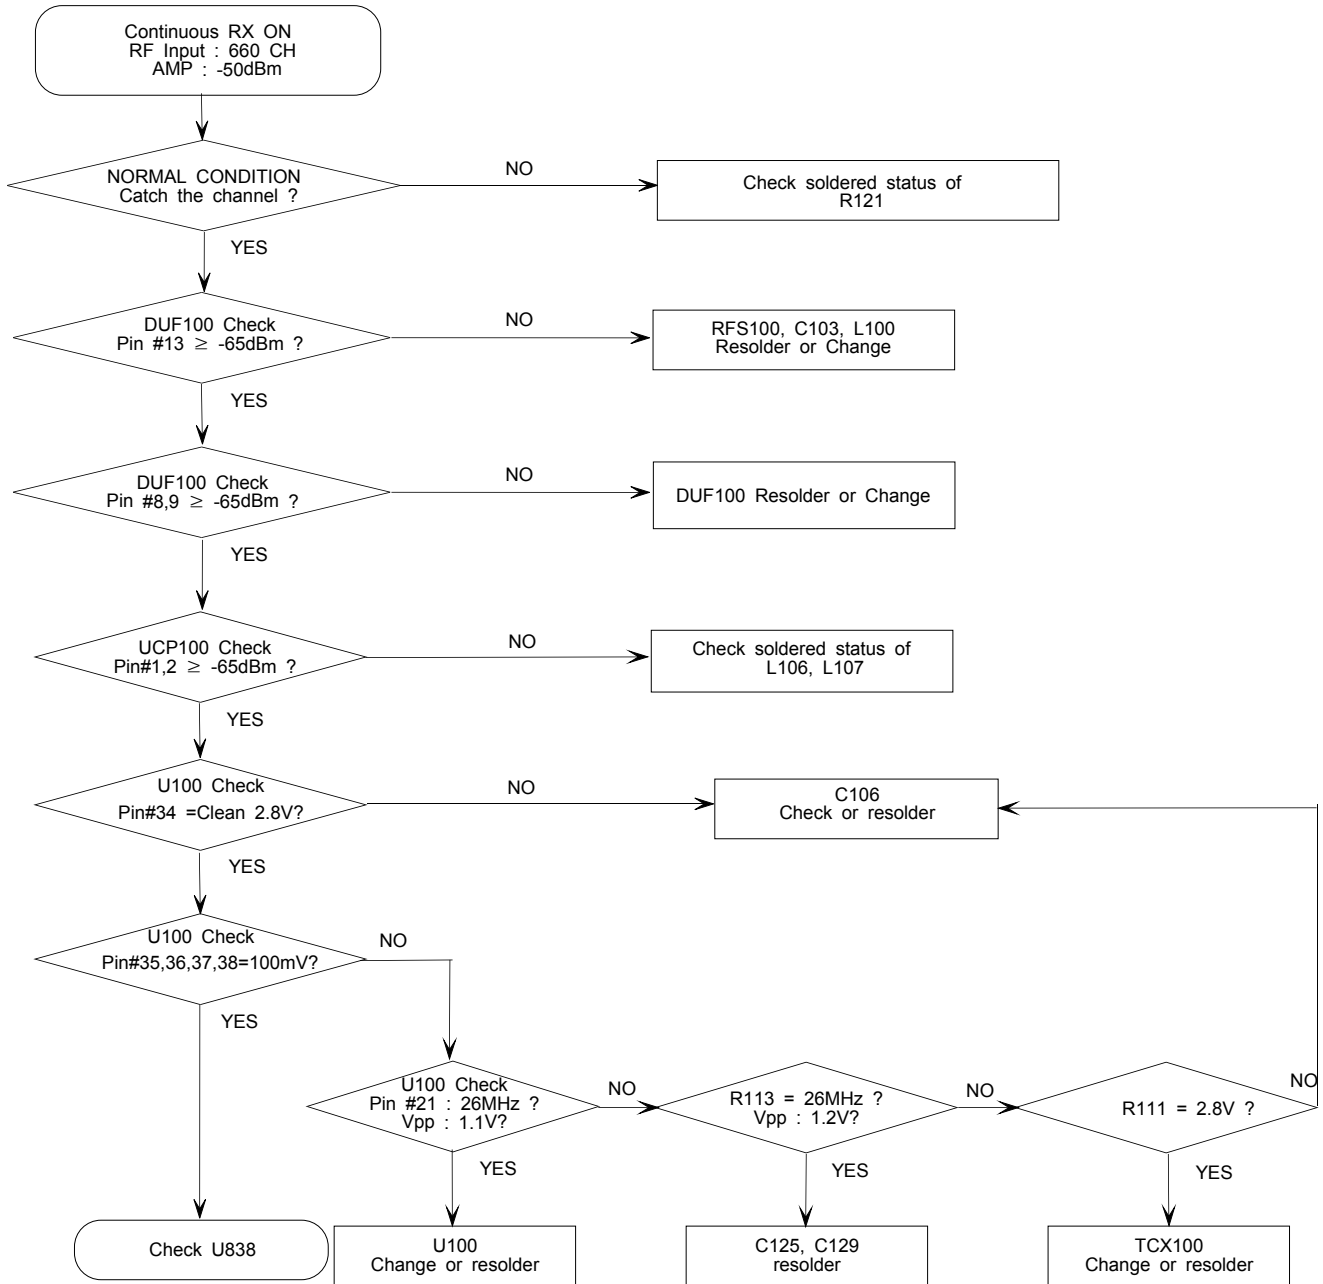 Continuous RX ON
RF Input : 660 CH
AMP : -50dBm
NORMAL CONDITION
Catch the channel ?
NO
Check soldered status of
R121
YES
DUF100 Check
Pin #13 ≥ -65dBm ?
NO
RFS100, C103, L100
Resolder or Change
YES
DUF100 Check
Pin #8,9 ≥ -65dBm ?
NO
DUF100 Resolder or Change
YES
UCP100 Check
Pin#1,2 ≥ -65dBm ?
NO
Check soldered status of
L106, L107
YES
U100 Check
Pin#34 =Clean 2.8V?
NO
C106
Check or resolder
YES
U100 Check
Pin#35,36,37,38=100mV?
NO
YES
U100 Check
Pin #21 : 26MHz ?
Vpp : 1.1V?
NO
R113 = 26MHz ?
Vpp : 1.2V?
NO
R111 = 2.8V ?
NO
YES
YES
YES
Check U838
U100
Change or resolder
C125, C129
resolder
TCX100
Change or resolder